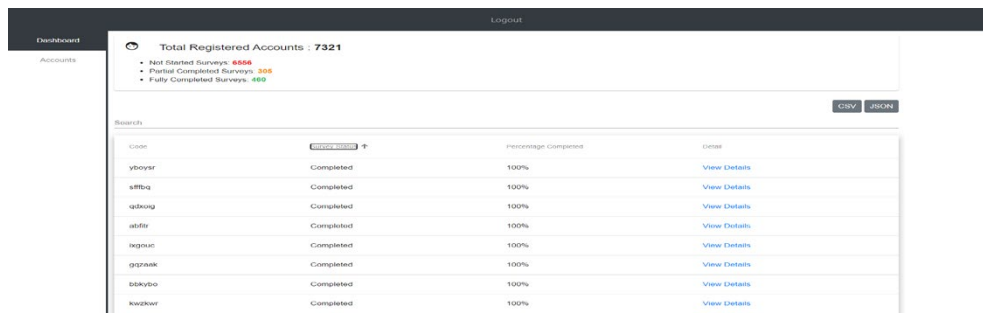 Logout
Dashboard
Accounts
Total Registered Accounts : 7321
Not Started Surveys: 6556
Partial Completed Surveys: 305
Fully Completed Surveys: 460
CSV JSON
Search
Code Survey Status Percentage Completed Detail
yboysr Completed 100% View Details
sfffbq Completed 100% View Details
qdxoig Completed 100% View Details
abfitr Completed 100% View Details
ixgouc Completed 100% View Details
gqzaak Completed 100% View Details
bbkybo Completed 100% View Details
kwzkwr Completed 100% View Details